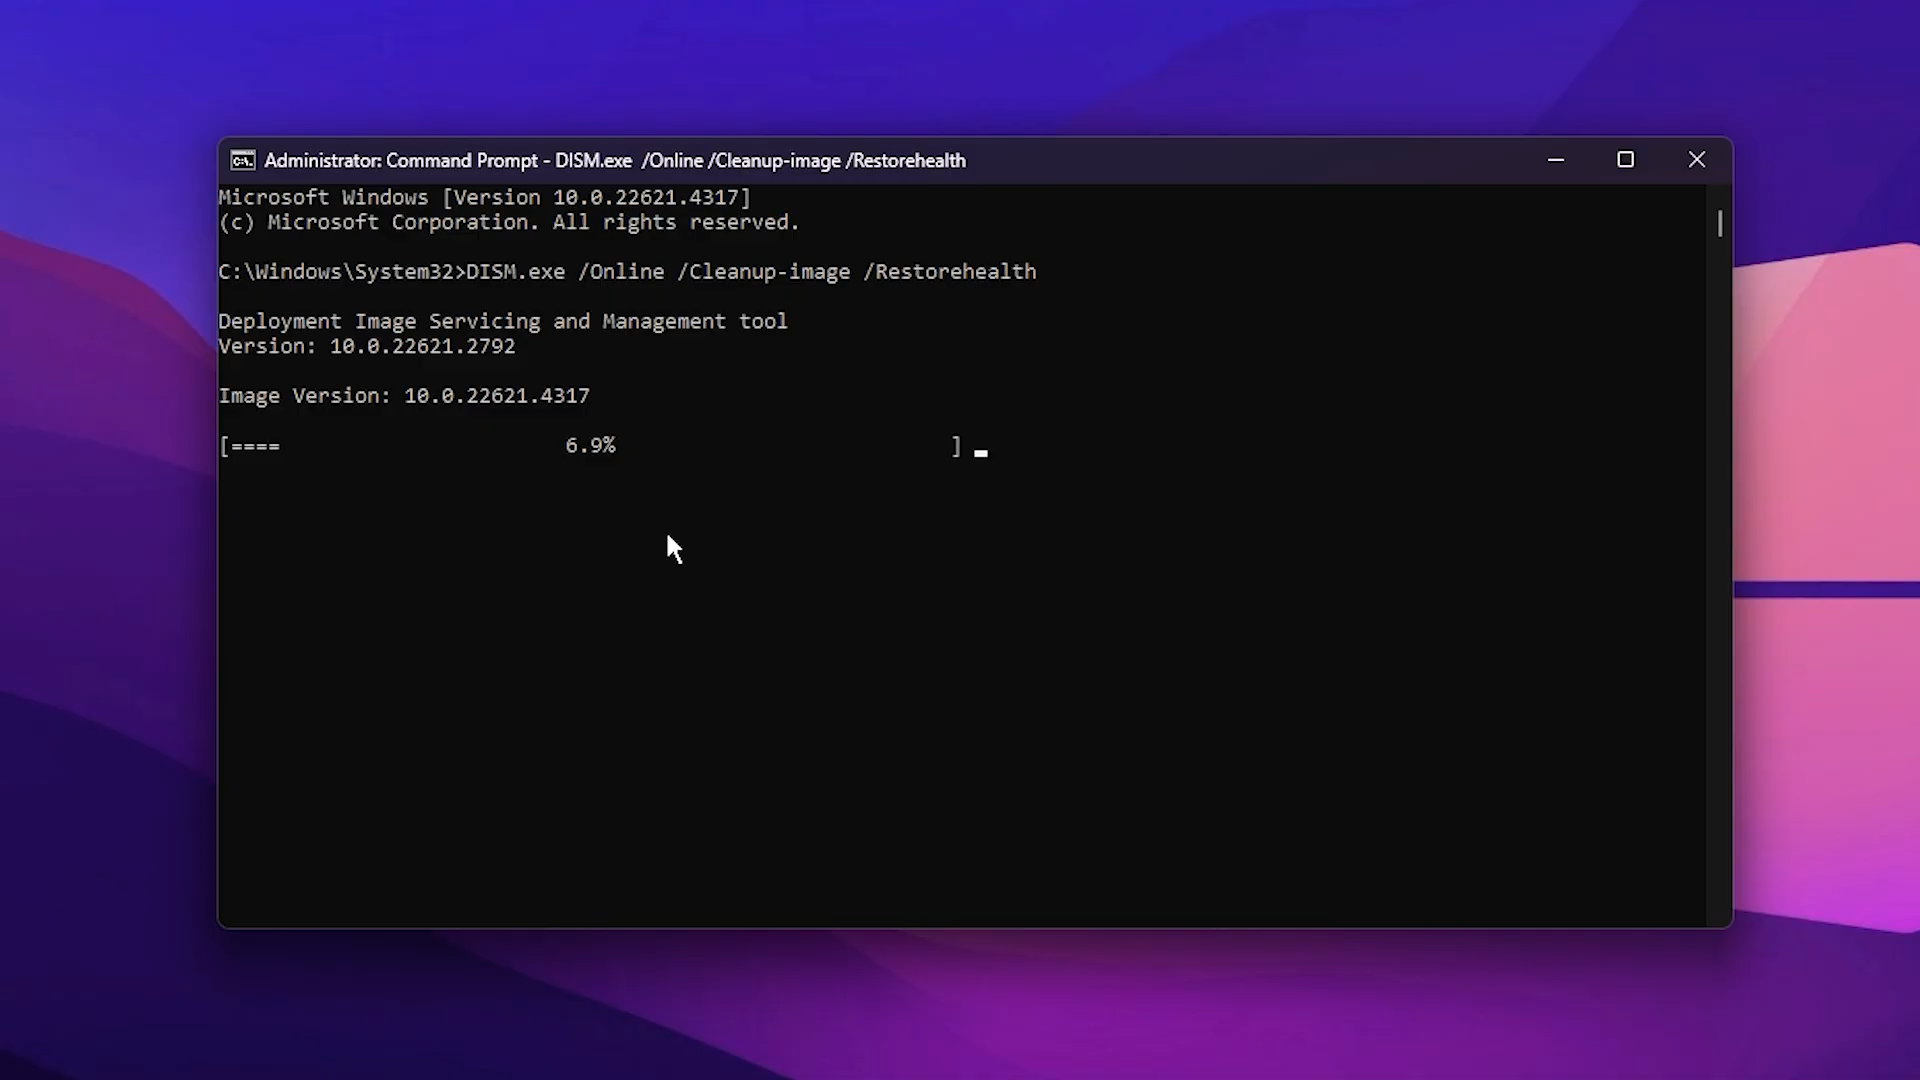 Administrator: Command Prompt - DISM.exe  /Online /Cleanup-image /Restorehealth
Microsoft Windows [Version 10.0.22621.4317]
(c) Microsoft Corporation. All rights reserved.
C:\Windows\System32>DISM.exe /Online /Cleanup-image /Restorehealth
Deployment Image Servicing and Management tool
Version: 10.0.22621.2792
Image Version: 10.0.22621.4317
[====                       6.9%                           ]